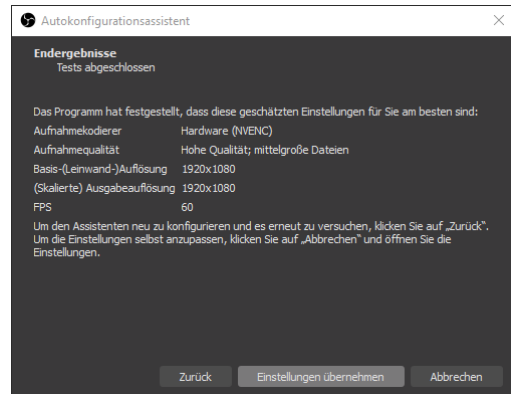 Autokonfigurationsassistent
Endergebnisse
Tests abgeschlossen
Das Programm hat festgestellt, dass diese geschätzten Einstellungen für Sie am besten sind:
Aufnahmekodierer Hardware (NVENC)
Aufnahmequalität Hohe Qualität; mittelgroße Dateien
Basis-(Leinwand-)Auflösung 1920x1080
(Skalierte) Ausgabeauflösung 1920x1080
FPS 60
Um den Assistenten neu zu konfigurieren und es erneut zu versuchen, klicken Sie auf „Zurück“.
Um die Einstellungen selbst anzupassen, klicken Sie auf „Abbrechen“ und öffnen Sie die
Einstellungen.
Zurück Einstellungen übernehmen Abbrechen